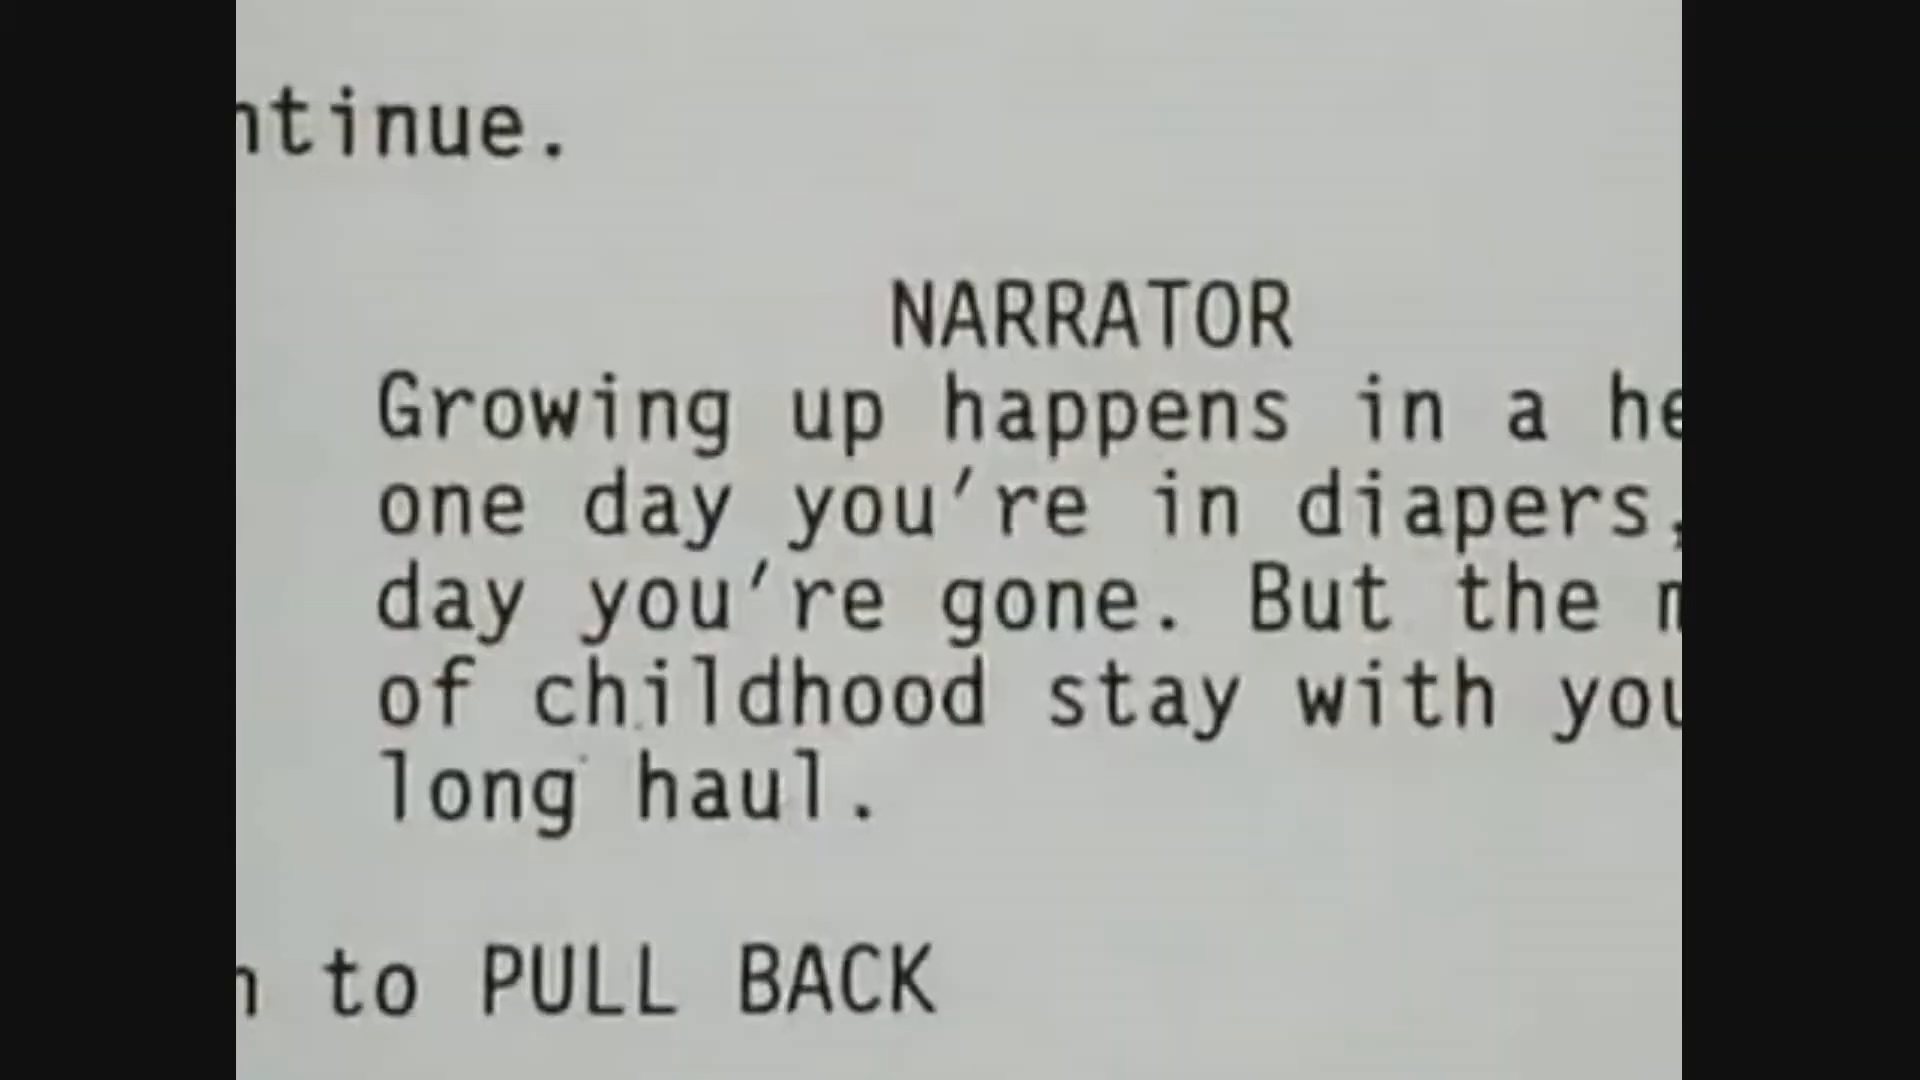 ntinue.
NARRATOR
Growing up happens in a he
one day you're in diapers,
day you're gone. But the
of childhood stay with you
long haul.
to PULL BACK